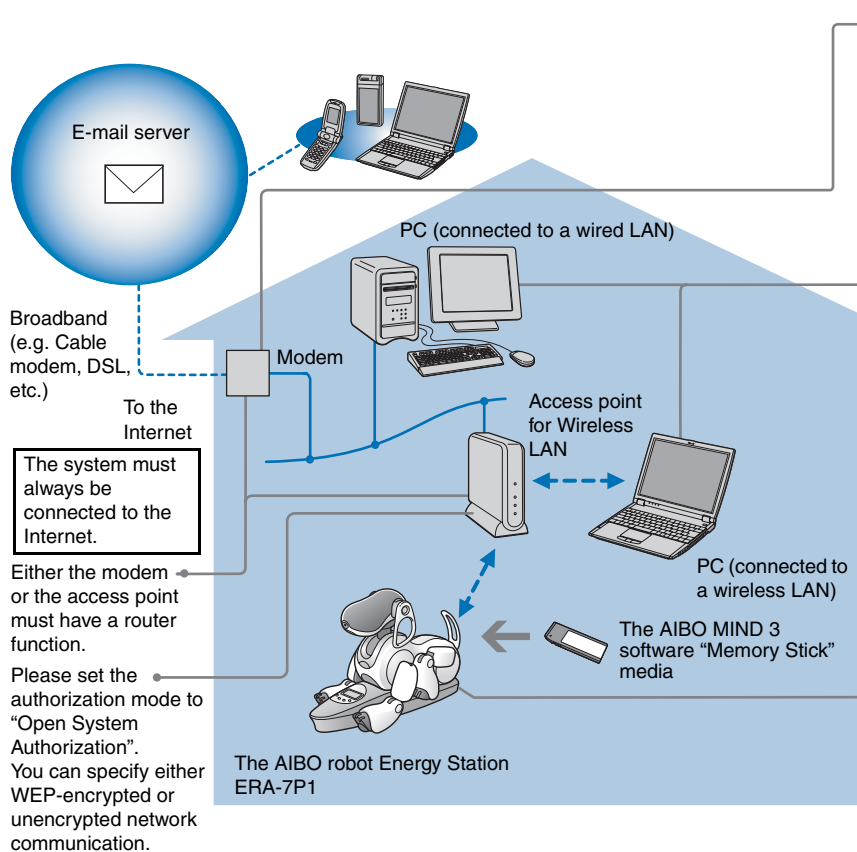 E-mail server
PC (connected to a wired LAN)
Broadband
(e.g. Cable
modem, DSL,
etc.)
Modem
To the
Internet
Access point
for Wireless
LAN
The system must
always be
connected to the
Internet.
Either the modem
or the access point
must have a router
function.
PC (connected to
a wireless LAN)
The AIBO MIND 3
software “Memory Stick”
media
Please set the
authorization mode to
“Open System
Authorization”.
You can specify either
WEP-encrypted or
unencrypted network
communication.
The AIBO robot Energy Station
ERA-7P1